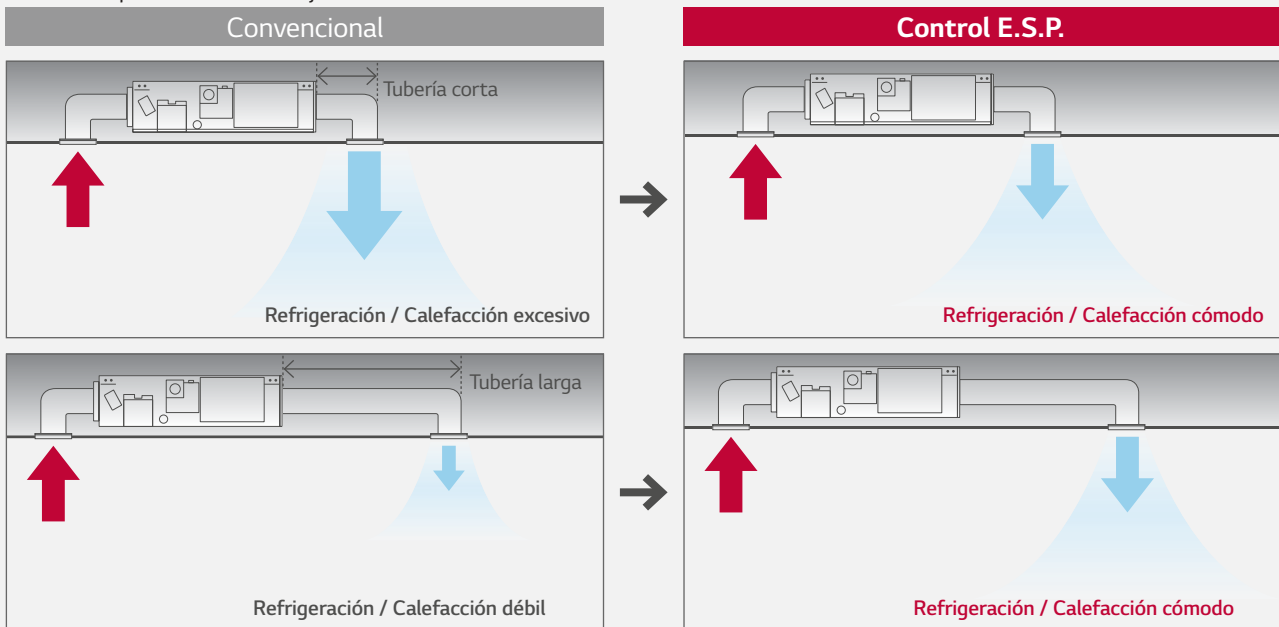 Convencional
Control E.S.P.
Tubería corta
Refrigeración / Calefacción excesivo
Refrigeración / Calefacción cómodo
Tubería larga
Refrigeración / Calefacción débil
Refrigeración / Calefacción cómodo